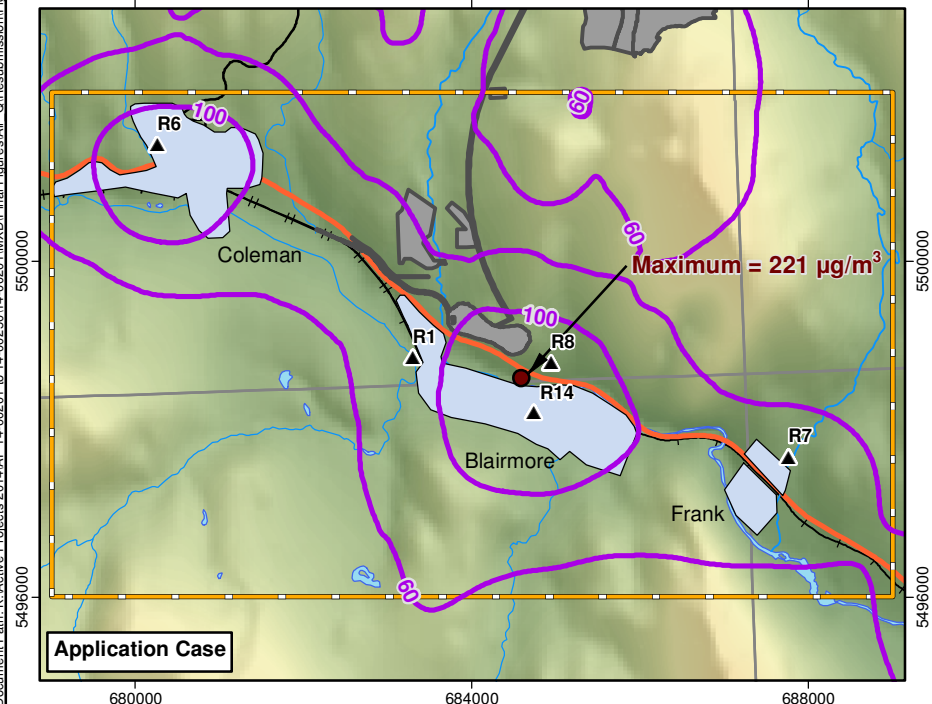 60
100
R6
60
Coleman
Maximum = 221 µg/m³
100
R8
R1
R14
R7
Blairmore
Frank
60
Application Case
5500000
5496000
5500000
5496000
680000
684000
688000